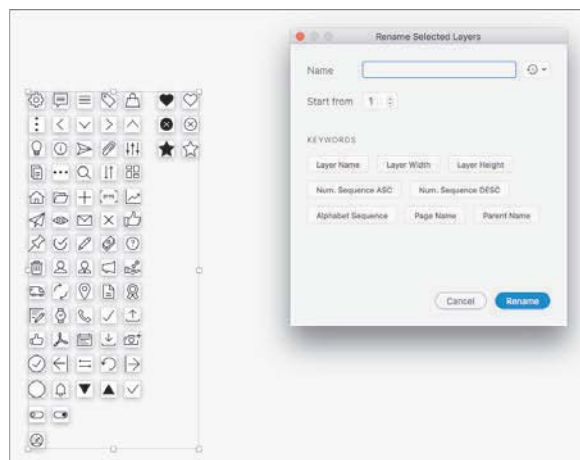 Rename Selected Layers
Name
Start from 1
KEYWORDS
Layer Name Layer Width Layer Height
Num. Sequence ASC Num. Sequence DESC
Alphabet Sequence Page Name Parent Name
Cancel Rename